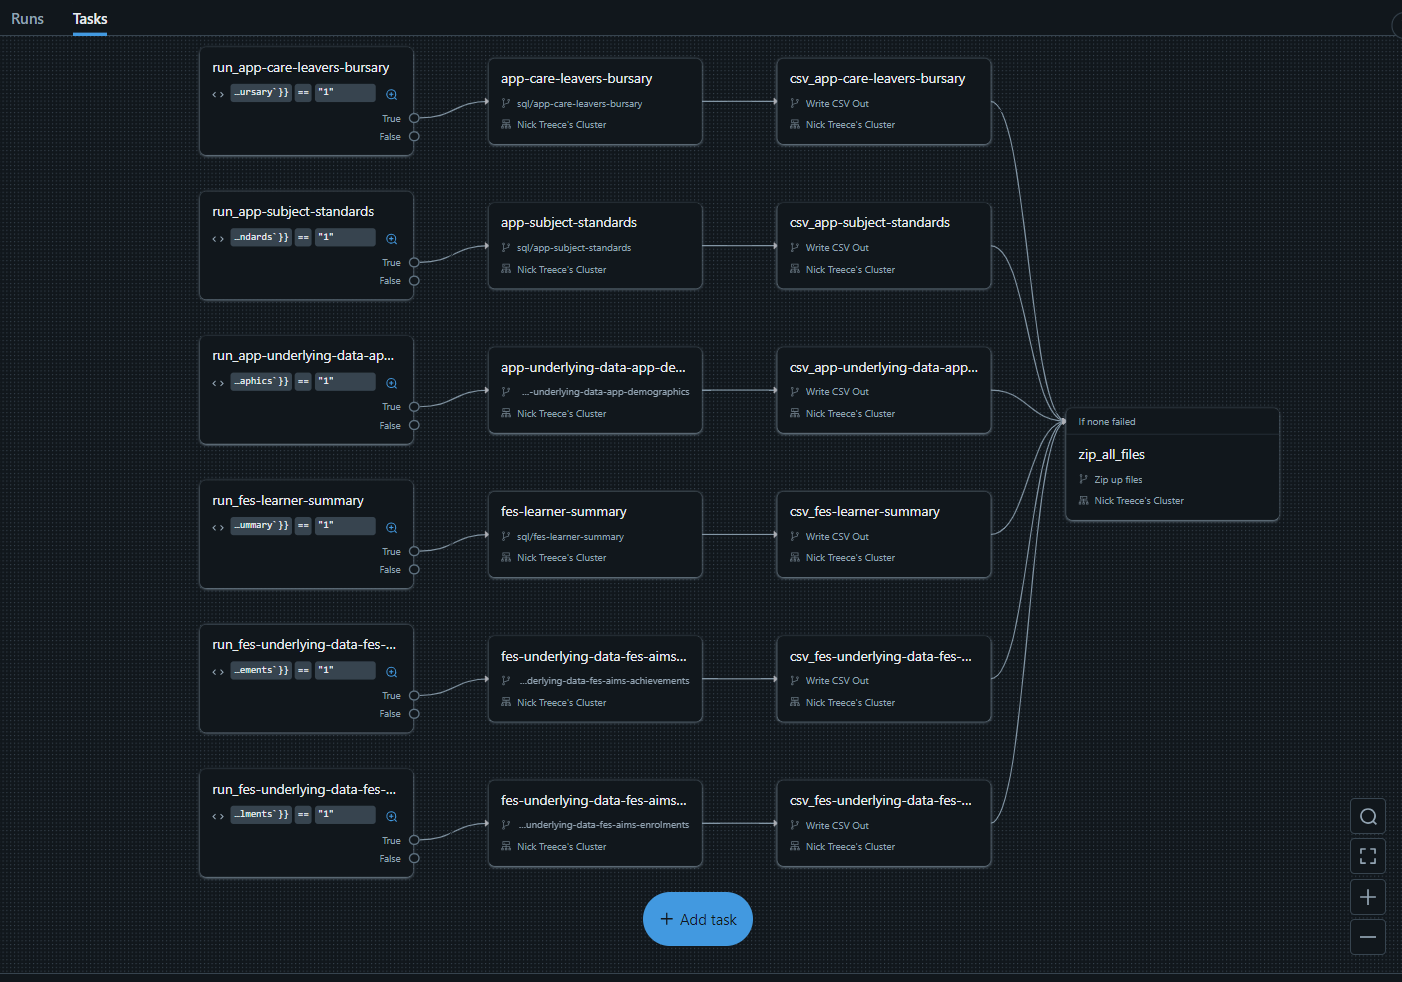 Runs
Tasks
run_app-care-leavers-bursary
…ursary`}} == "1"
True
False
app-care-leavers-bursary
sql/app-care-leavers-bursary
Nick Treece's Cluster
csv_app-care-leavers-bursary
Write CSV Out
Nick Treece's Cluster
run_app-subject-standards
…ndards`}} == "1"
True
False
app-subject-standards
sql/app-subject-standards
Nick Treece's Cluster
csv_app-subject-standards
Write CSV Out
Nick Treece's Cluster
run_app-underlying-data-ap...
…aphics`}} == "1"
True
False
app-underlying-data-app-de...
...-underlying-data-app-demographics
Nick Treece's Cluster
csv_app-underlying-data-app...
Write CSV Out
Nick Treece's Cluster
If none failed
zip_all_files
Zip up files
Nick Treece's Cluster
run_fes-learner-summary
…ummary`}} == "1"
True
False
fes-learner-summary
sql/fes-learner-summary
Nick Treece's Cluster
csv_fes-learner-summary
Write CSV Out
Nick Treece's Cluster
run_fes-underlying-data-fes-...
…ements`}} == "1"
True
False
fes-underlying-data-fes-aims...
...derlying-data-fes-aims-achievements
Nick Treece's Cluster
csv_fes-underlying-data-fes-...
Write CSV Out
Nick Treece's Cluster
run_fes-underlying-data-fes-...
…lments`}} == "1"
True
False
fes-underlying-data-fes-aims...
...underlying-data-fes-aims-enrolments
Nick Treece's Cluster
csv_fes-underlying-data-fes-...
Write CSV Out
Nick Treece's Cluster
+ Add task